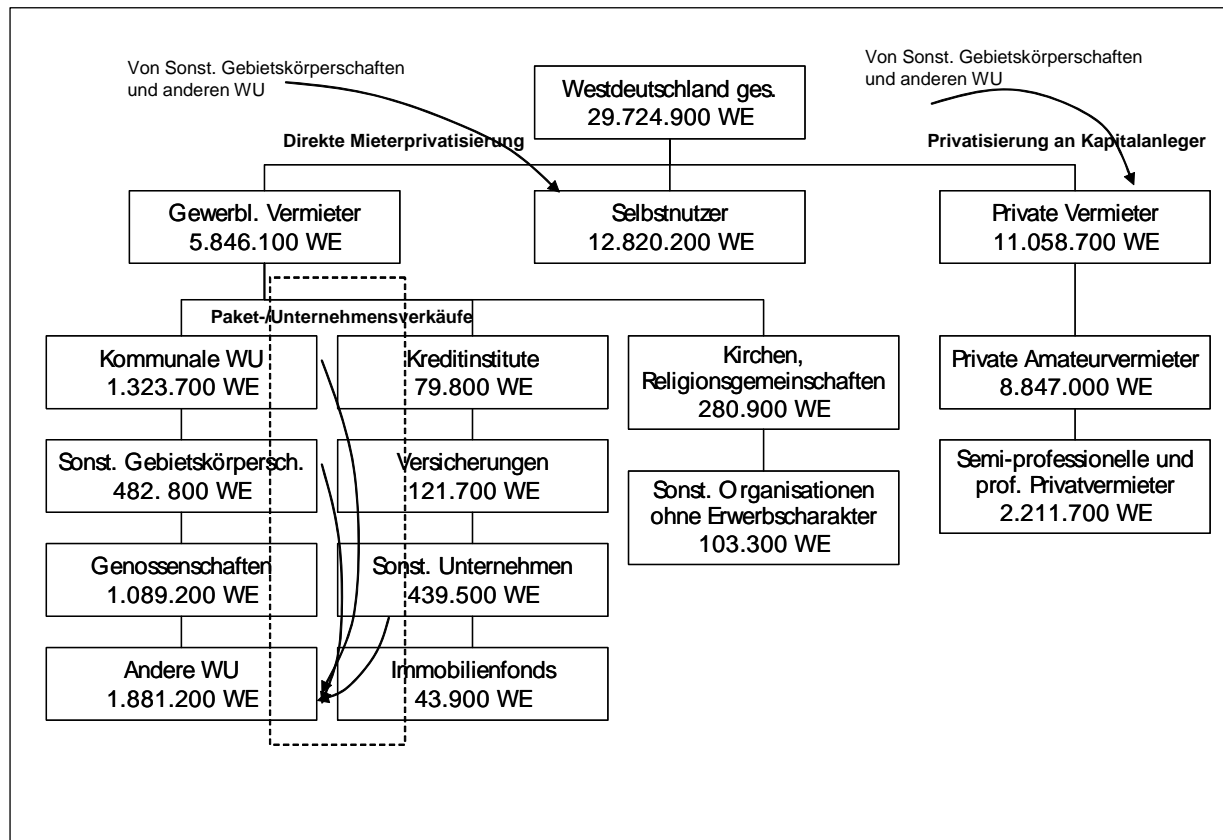 Von Sonst. Gebietskörperschaften
und anderen WU
Von Sonst. Gebietskörperschaften
und anderen WU
Westdeutschland ges.
29.724.900 WE
Direkte Mieterprivatisierung
Privatisierung an Kapitalanleger
Gewerbl. Vermieter
5.846.100 WE
Selbstnutzer
12.820.200 WE
Private Vermieter
11.058.700 WE
Paket-/Unternehmensverkäufe
Kommunale WU
1.323.700 WE
Kreditinstitute
79.800 WE
Kirchen,
Religionsgemeinschaften
280.900 WE
Private Amateurvermieter
8.847.000 WE
Sonst. Gebietskörpersch.
482. 800 WE
Versicherungen
121.700 WE
Sonst. Organisationen
ohne Erwerbscharakter
103.300 WE
Semi-professionelle und
prof. Privatvermieter
2.211.700 WE
Genossenschaften
1.089.200 WE
Sonst. Unternehmen
439.500 WE
Andere WU
1.881.200 WE
Immobilienfonds
43.900 WE